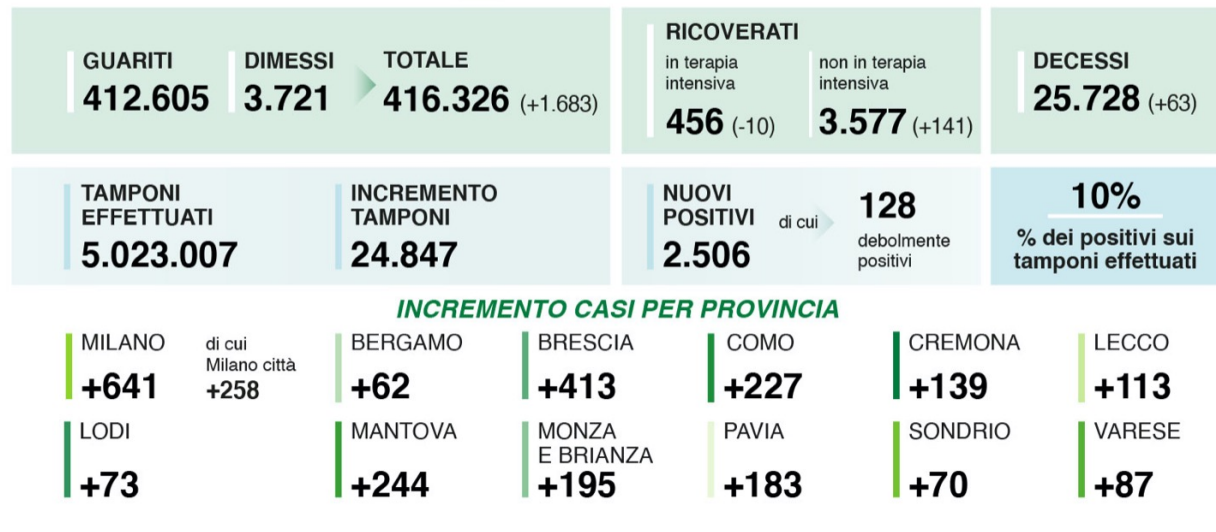 GUARITI
412.605
DIMESSI
3.721
TOTALE
416.326 (+1.683)
RICOVERATI
in terapia
intensiva
456 (-10)
non in terapia
intensiva
3.577 (+141)
DECESSI
25.728 (+63)
TAMPONI
EFFETTUATI
5.023.007
INCREMENTO
TAMPONI
24.847
NUOVI
POSITIVI
2.506
di cui
128
debolmente
positivi
10%
% dei positivi sui
tamponi effettuati
INCREMENTO CASI PER PROVINCIA
MILANO
+641
di cui
Milano città
+258
BERGAMO
+62
BRESCIA
+413
COMO
+227
CREMONA
+139
LECCO
+113
LODI
+73
MANTOVA
+244
MONZA
E BRIANZA
+195
PAVIA
+183
SONDRIO
+70
VARESE
+87